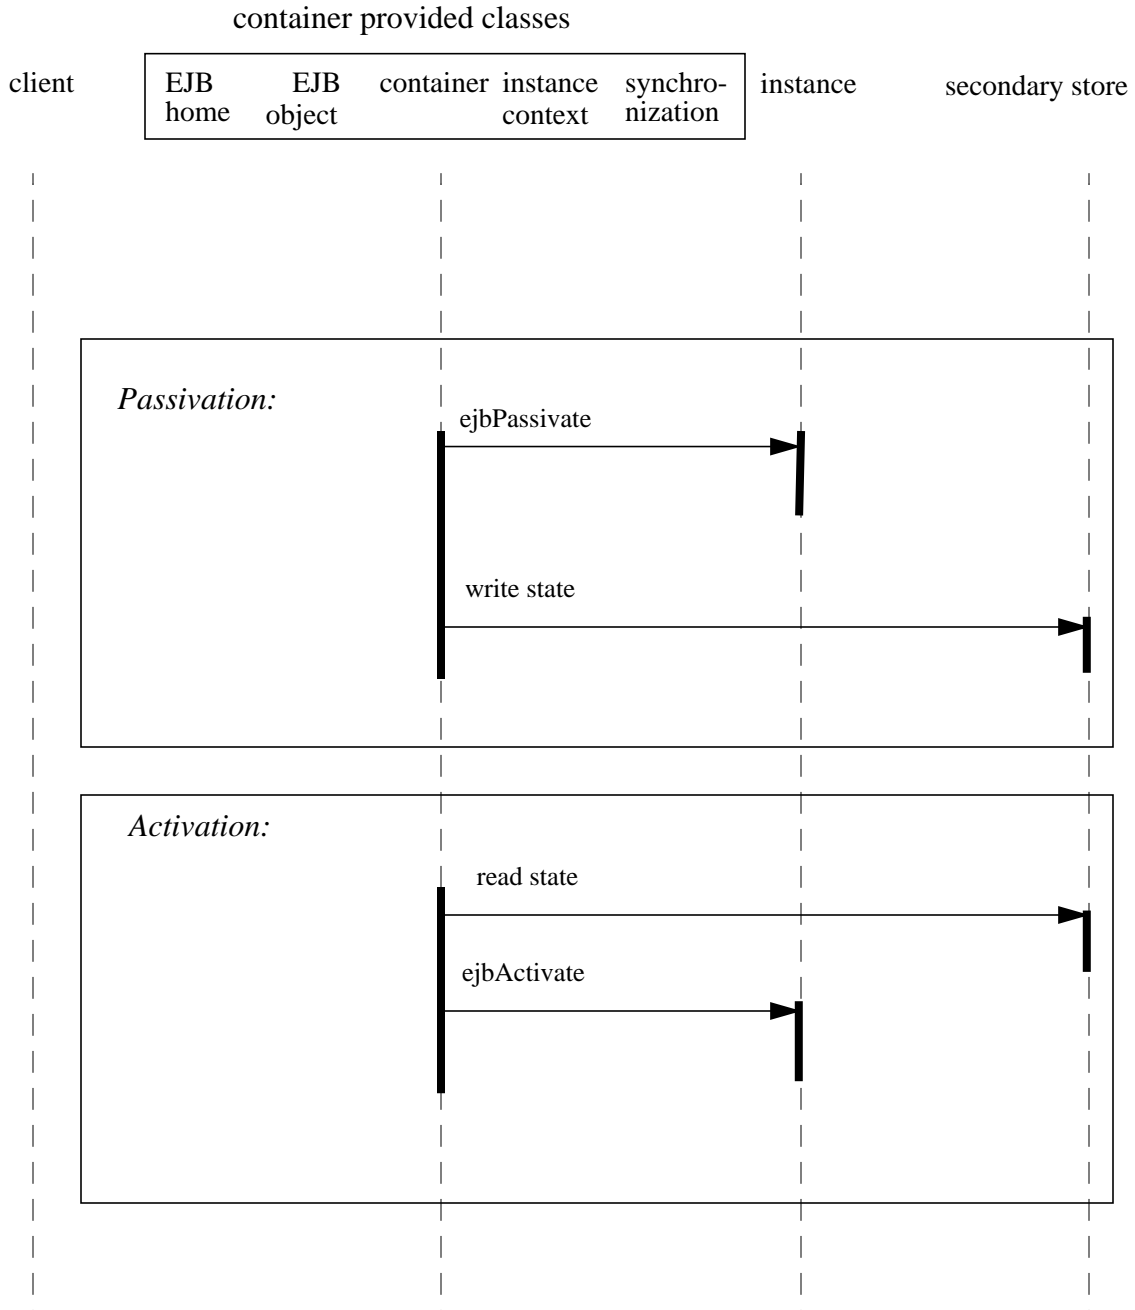 container provided classes
client
EJB
home
EJB
object
container
instance
context
synchro-
nization
instance
secondary store
Passivation:
ejbPassivate
write state
Activation:
read state
ejbActivate